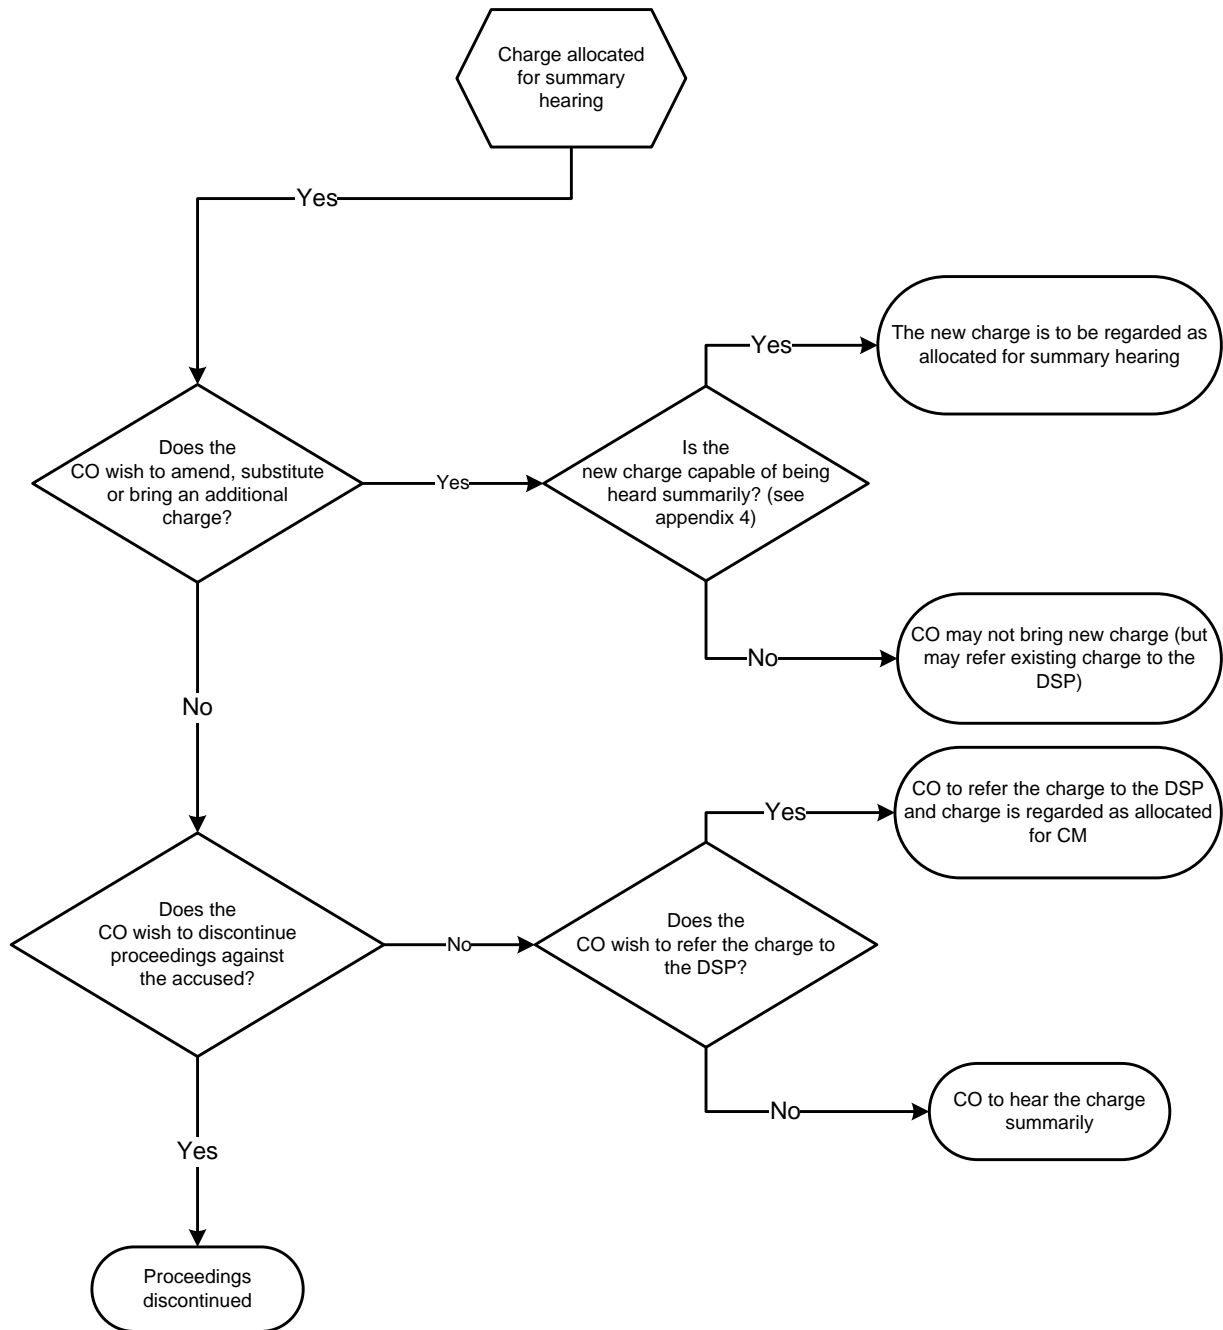 Charge allocated
for summary
hearing
Yes
Does the
CO wish to amend, substitute
or bring an additional
charge?
Yes
Is the
new charge capable of being
heard summarily? (see
appendix 4)
Yes
The new charge is to be regarded as
allocated for summary hearing
No
CO may not bring new charge (but
may refer existing charge to the
DSP)
No
Does the
CO wish to discontinue
proceedings against
the accused?
No
Does the
CO wish to refer the charge to
the DSP?
Yes
CO to refer the charge to the DSP
and charge is regarded as allocated
for CM
No
CO to hear the charge
summarily
Yes
Proceedings
discontinued